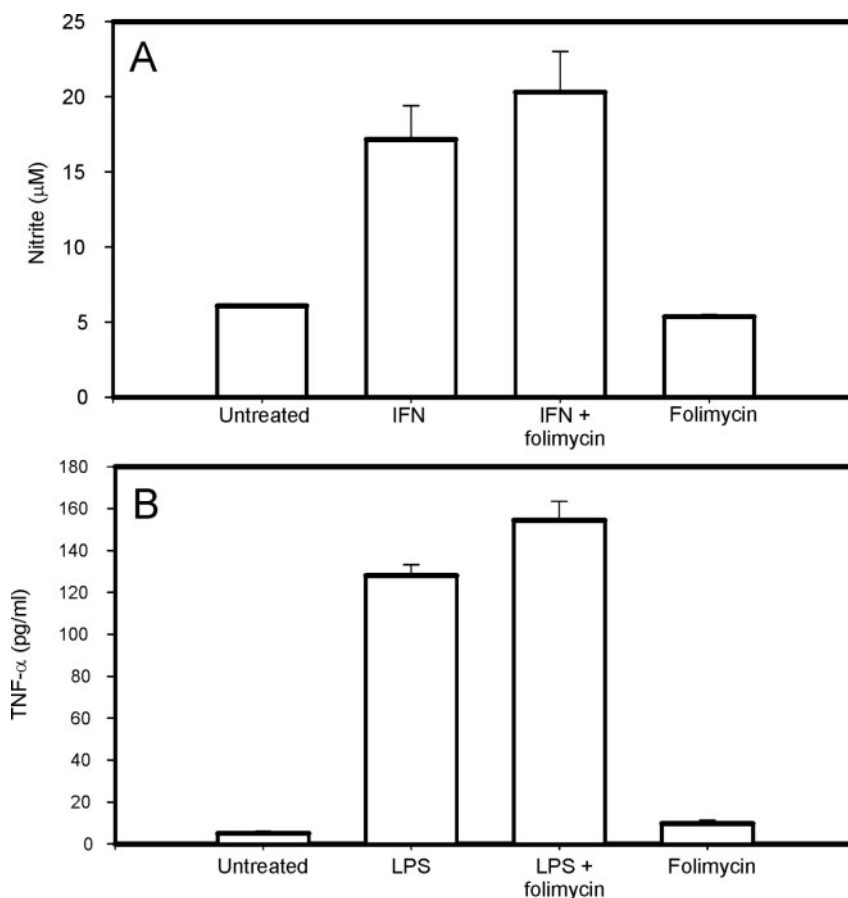 A
25
20
15
10
5
0
Nitrite (μM)
Untreated
IFN
IFN +
folimycin
Folimycin
B
180
160
140
120
100
80
60
40
20
0
TNF-α (pg/ml)
Untreated
LPS
LPS +
folimycin
Folimycin